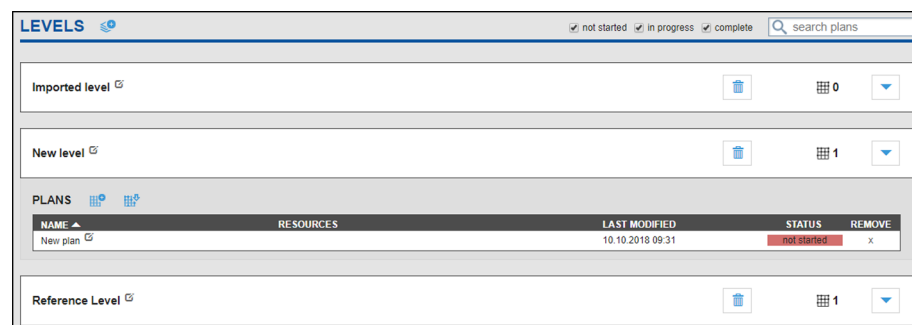 LEVELS
not started in progress complete search plans
Imported level 0
New level 1
PLANS
NAME RESOURCES LAST MODIFIED STATUS REMOVE
New plan 10.10.2018 09:31 not started x
Reference Level 1